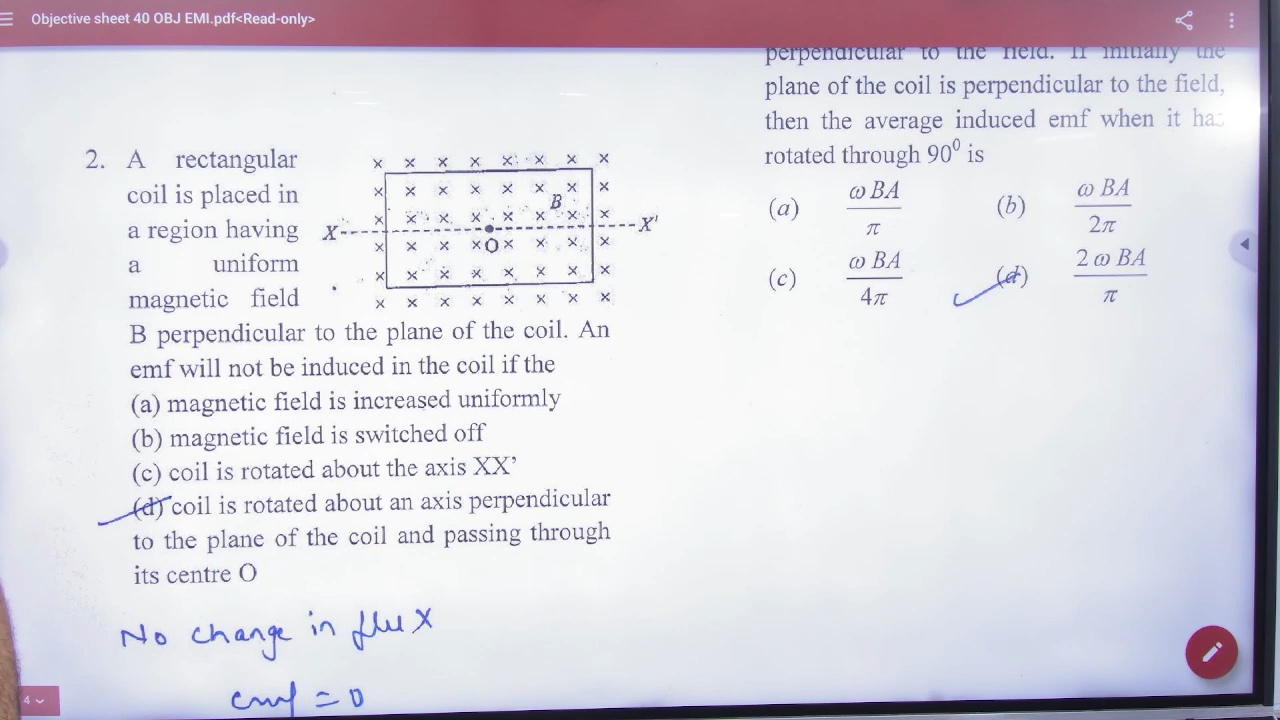 Objective sheet 40 OBJ EMI.pdf<Read-only>
2. A rectangular
coil is placed in
a region having
a uniform
magnetic field
B perpendicular to the plane of the coil. An
emf will not be induced in the coil if the
(a) magnetic field is increased uniformly
(b) magnetic field is switched off
(c) coil is rotated about the axis XX’
(d) coil is rotated about an axis perpendicular
to the plane of the coil and passing through
its centre O
× × × × × × × ×
× × × × × × × ×
B
× × × × × × × ×
X X'
× × × × O × × × ×
× × × × × × × ×
× × × × × × × ×
No change in flux
emf = 0
4
perpendicular to the field. If initially the
plane of the coil is perpendicular to the field,
then the average induced emf when it has
rotated through 90⁰ is
(a) ω BA / π (b) ω BA / 2π
(c) ω BA / 4π (d) 2 ω BA / π